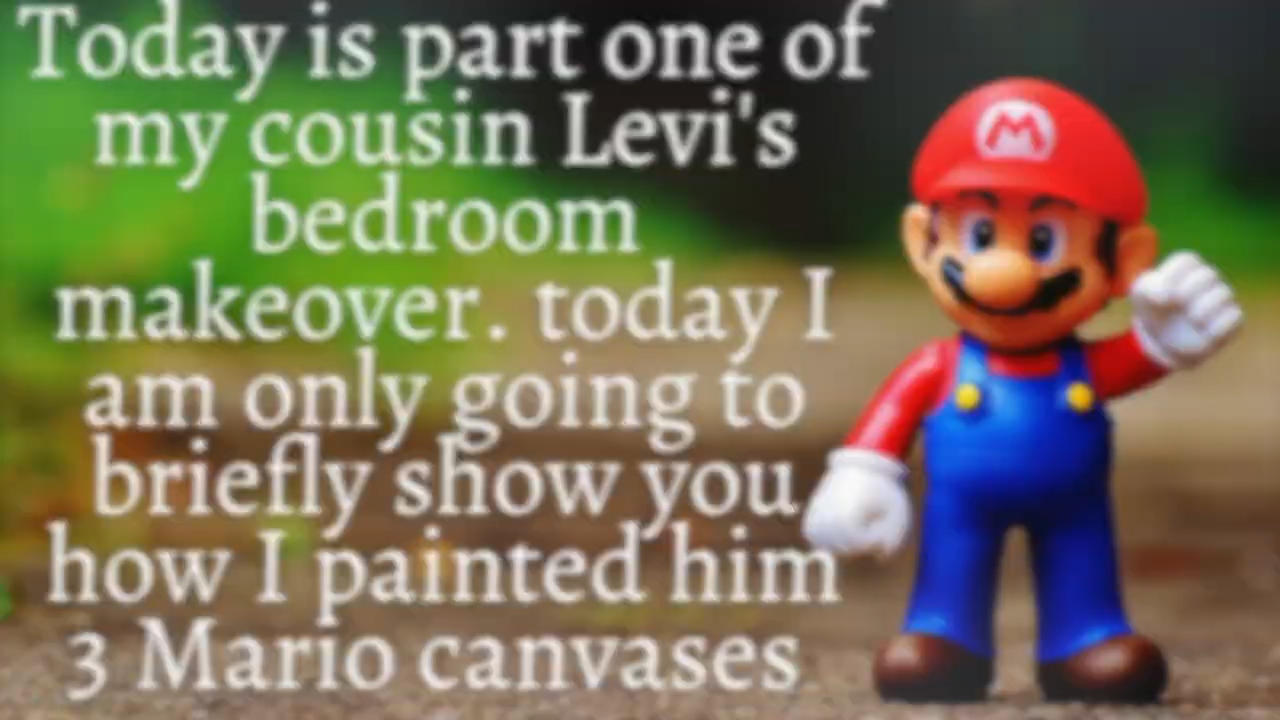 Today is part one of
my cousin Levi's
bedroom
makeover. today I
am only going to
briefly show you
how I painted him
3 Mario canvases
M